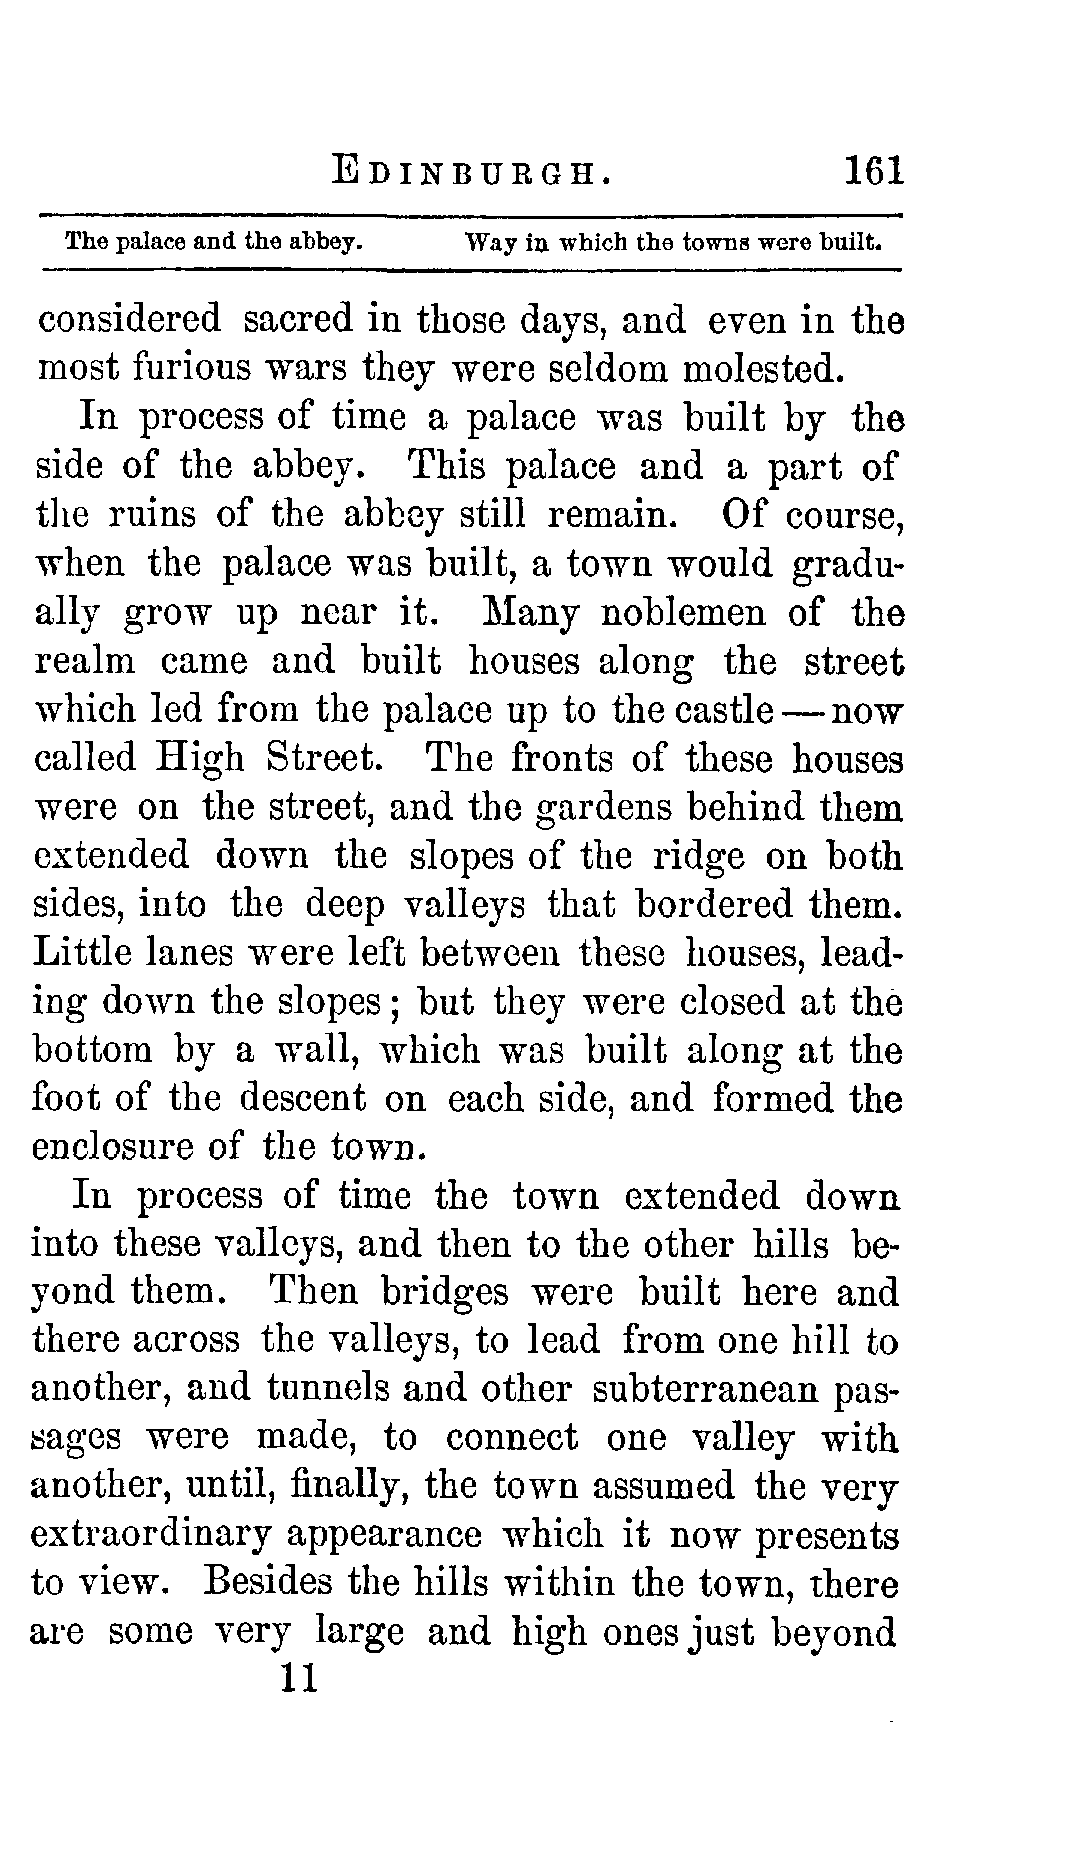 EDINBURGH. 161
The palace and the abbey. Way in which the towns were built.
considered sacred in those days, and even in the
most furious wars they were seldom molested.
In process of time a palace was built by the
side of the abbey. This palace and a part of
the ruins of the abbey still remain. Of course,
when the palace was built, a town would gradu-
ally grow up near it. Many noblemen of the
realm came and built houses along the street
which led from the palace up to the castle—now
called High Street. The fronts of these houses
were on the street, and the gardens behind them
extended down the slopes of the ridge on both
sides, into the deep valleys that bordered them.
Little lanes were left between these houses, lead-
ing down the slopes; but they were closed at the
bottom by a wall, which was built along at the
foot of the descent on each side, and formed the
enclosure of the town.
In process of time the town extended down
into these valleys, and then to the other hills be-
yond them. Then bridges were built here and
there across the valleys, to lead from one hill to
another, and tunnels and other subterranean pas-
sages were made, to connect one valley with
another, until, finally, the town assumed the very
extraordinary appearance which it now presents
to view. Besides the hills within the town, there
are some very large and high ones just beyond
11